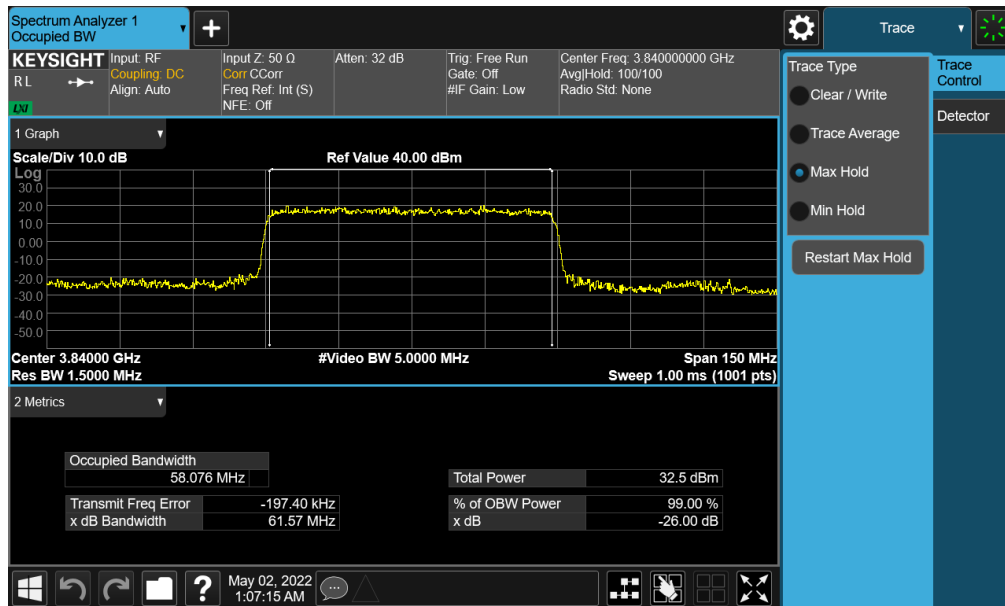 Spectrum Analyzer 1
Occupied BW
+
Trace
KEYSIGHT Input: RF Input Z: 50 Ω Atten: 32 dB Trig: Free Run Center Freq: 3.840000000 GHz
RL Coupling: DC Corr CCorr Gate: Off Avg|Hold: 100/100
Align: Auto Freq Ref: Int (S) #IF Gain: Low Radio Std: None
LXI NFE: Off
1 Graph
Scale/Div 10.0 dB Ref Value 40.00 dBm
Log
30.0
20.0
10.0
0.00
-10.0
-20.0
-30.0
-40.0
-50.0
Center 3.84000 GHz #Video BW 5.0000 MHz Span 150 MHz
Res BW 1.5000 MHz Sweep 1.00 ms (1001 pts)
2 Metrics
Occupied Bandwidth
58.076 MHz
Total Power 32.5 dBm
Transmit Freq Error -197.40 kHz % of OBW Power 99.00 %
x dB Bandwidth 61.57 MHz x dB -26.00 dB
Trace Type
Clear / Write
Trace Average
Max Hold
Min Hold
Restart Max Hold
Trace
Control
Detector
? May 02, 2022
1:07:15 AM